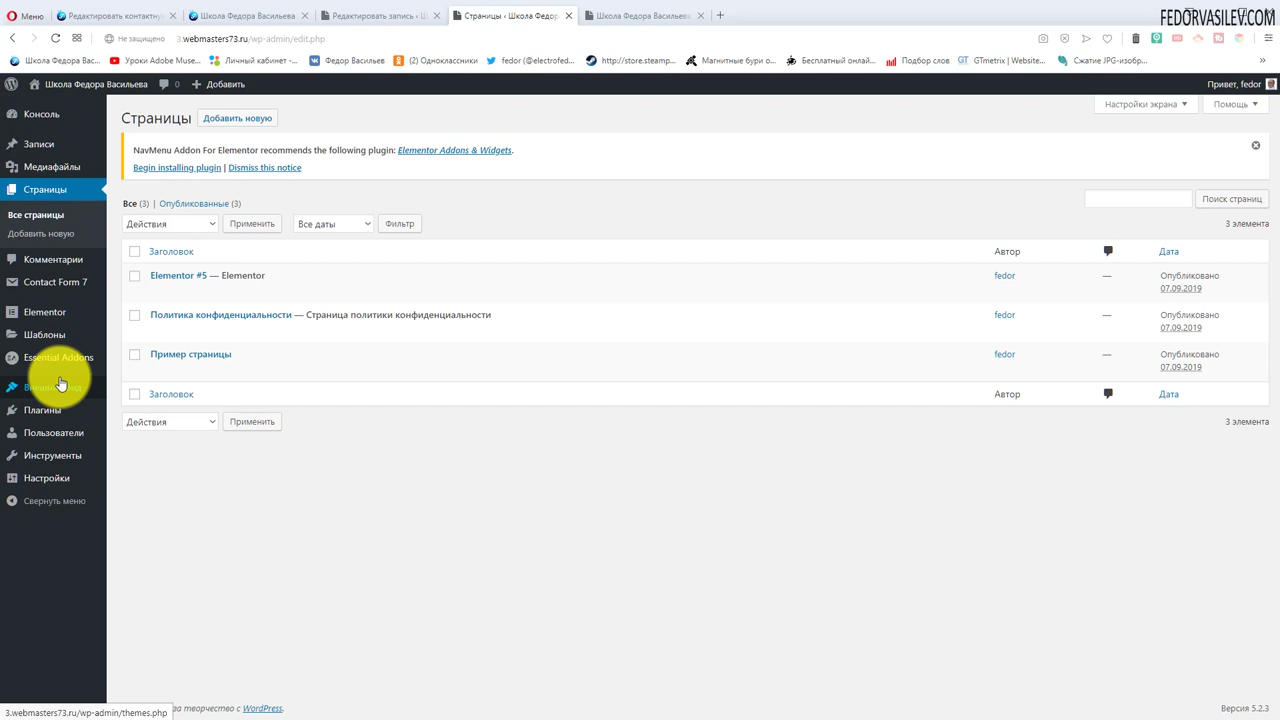 Меню
Редактировать контактну
Школа Федора Васильева
Редактировать запись ‹ Ш
Страницы ‹ Школа Федор
Школа Федора Васильева
FEDORVASILEV.COM
Не защищено
3.webmasters73.ru/wp-admin/edit.php
Школа Федора Васил...
Уроки Adobe Muse...
Личный кабинет -...
Федор Васильев
(2) Одноклассники
fedor (@electrofed...
http://store.steamp...
Магнитные бури о...
Бесплатный онлай...
Подбор слов
GTmetrix | Website...
Сжатие JPG-изобр...
Школа Федора Васильева
0
Добавить
Привет, fedor
Консоль
Записи
Медиафайлы
Страницы
Все страницы
Добавить новую
Комментарии
Contact Form 7
Elementor
Шаблоны
Essential Addons
Плагины
Пользователи
Инструменты
Настройки
Свернуть меню
Настройки экрана
Помощь
Страницы
Добавить новую
NavMenu Addon For Elementor recommends the following plugin: Elementor Addons & Widgets.
Begin installing plugin | Dismiss this notice
Все (3) | Опубликованные (3)
Поиск страниц
Действия
Применить
Все даты
Фильтр
3 элемента
Заголовок
Автор
Дата
Elementor #5 — Elementor
fedor
—
Опубликовано
07.09.2019
Политика конфиденциальности — Страница политики конфиденциальности
fedor
—
Опубликовано
07.09.2019
Пример страницы
fedor
—
Опубликовано
07.09.2019
Заголовок
Автор
Дата
Действия
Применить
3 элемента
за творчество с WordPress.
Версия 5.2.3
3.webmasters73.ru/wp-admin/themes.php